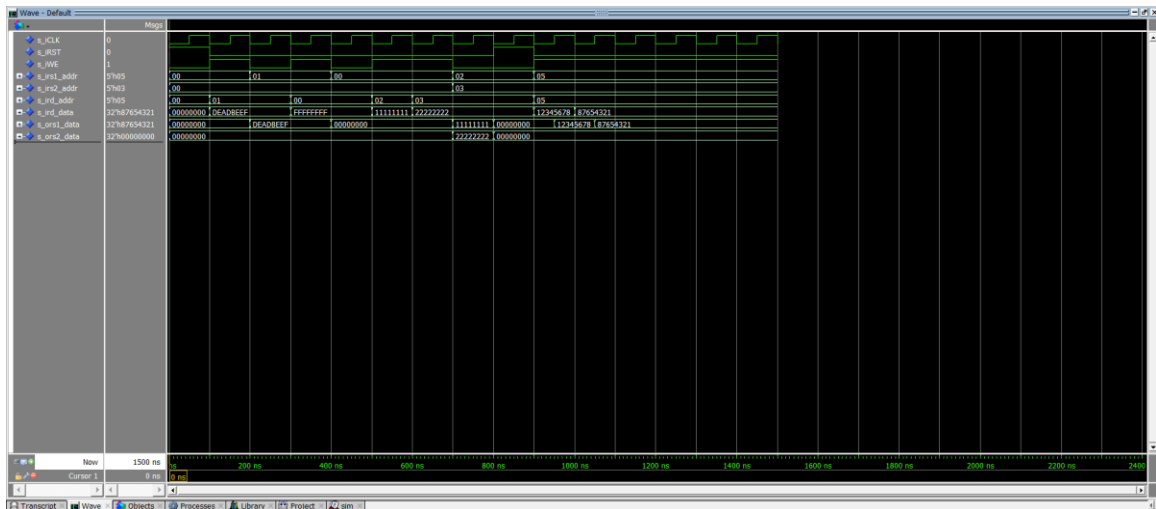 Wave - Default
Msgs
s_iCLK 0
s_iRST 0
s_iWE 1
s_irs1_addr 5'h05 00 01 00 02 05
s_irs2_addr 5'h03 00 03
s_ird_addr 5'h05 00 01 00 02 03 05
s_ird_data 32'h87654321 00000000 DEADBEEF FFFFFFFF 11111111 22222222 12345678 87654321
s_ors1_data 32'h87654321 00000000 DEADBEEF 00000000 11111111 00000000 12345678 87654321
s_ors2_data 32'h00000000 00000000 22222222 00000000
Now 1500 ns ns 200 ns 400 ns 600 ns 800 ns 1000 ns 1200 ns 1400 ns 1600 ns 1800 ns 2000 ns 2200 ns 2400
Cursor 1 0 ns 0 ns
Transcript Wave Objects Processes Library Project sim